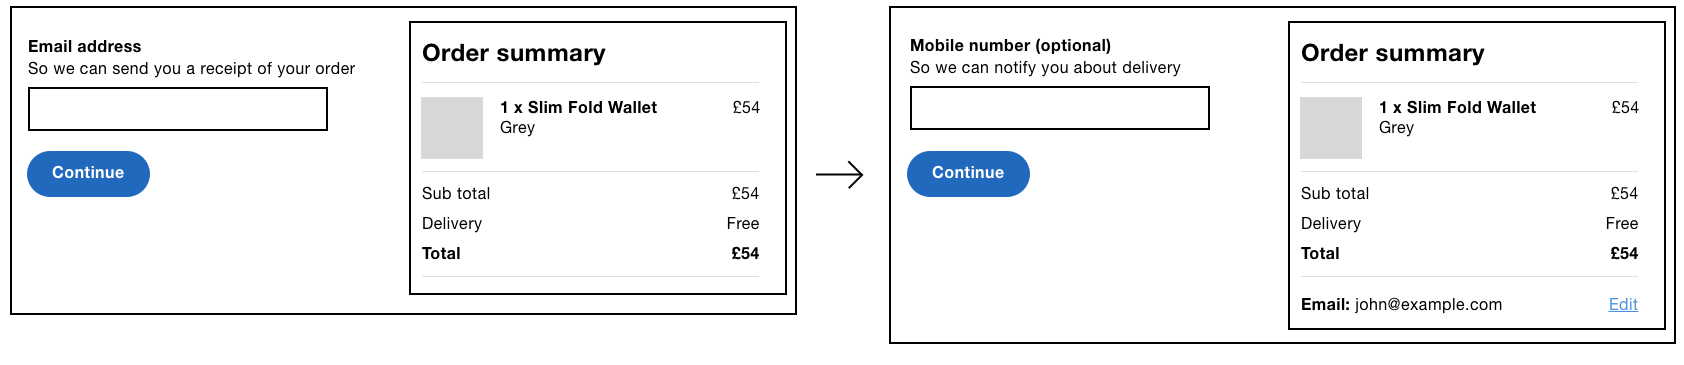 Email address
So we can send you a receipt of your order
Continue
Order summary
1 x Slim Fold Wallet £54
Grey
Sub total £54
Delivery Free
Total £54
Mobile number (optional)
So we can notify you about delivery
Continue
Order summary
1 x Slim Fold Wallet £54
Grey
Sub total £54
Delivery Free
Total £54
Email: john@example.com Edit